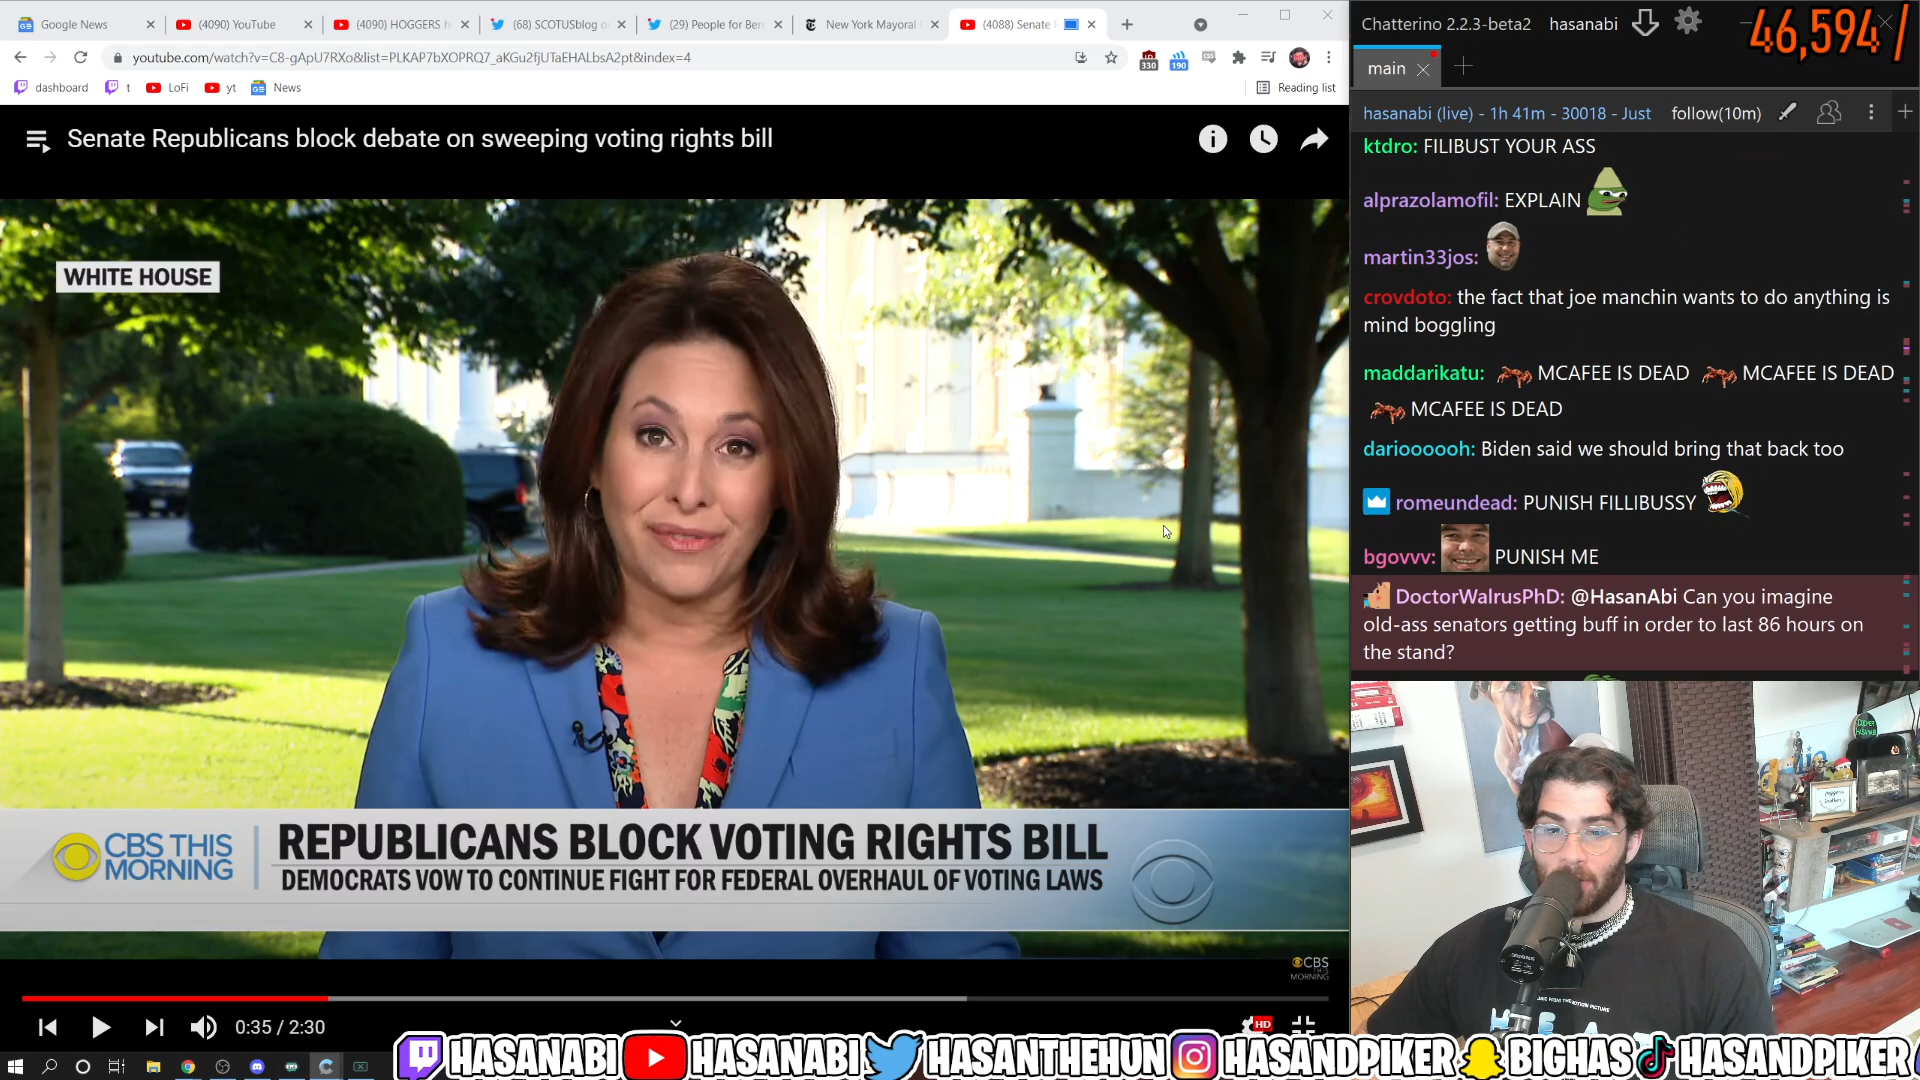 Google News
(4090) YouTube
(4090) HOGGERS h
(68) SCOTUSblog o
(29) People for Ber
New York Mayoral
(4088) Senate
youtube.com/watch?v=C8-gApU7RXo&list=PLKAP7bXOPRQ7_aKGu2fjUTaEHALbsA2pt&index=4
330
190
dashboard
t
LoFi
yt
News
Reading list
Senate Republicans block debate on sweeping voting rights bill
WHITE HOUSE
CBS THIS
MORNING
REPUBLICANS BLOCK VOTING RIGHTS BILL
DEMOCRATS VOW TO CONTINUE FIGHT FOR FEDERAL OVERHAUL OF VOTING LAWS
CBS
THIS
MORNING
0:35 / 2:30
HD
Chatterino 2.2.3-beta2
hasanabi
46,594 /
main
hasanabi (live) - 1h 41m - 30018 - Just
follow(10m)
ktdro: FILIBUST YOUR ASS
alprazolamofil: EXPLAIN
martin33jos:
crovdoto: the fact that joe manchin wants to do anything is
mind boggling
maddarikatu: MCAFEE IS DEAD MCAFEE IS DEAD
MCAFEE IS DEAD
darioooooh: Biden said we should bring that back too
romeundead: PUNISH FILLIBUSSY
bgovvv: PUNISH ME
DoctorWalrusPhD: @HasanAbi Can you imagine
old-ass senators getting buff in order to last 86 hours on
the stand?
HASANABI
HASANABI
HASANTHEHUN
HASANDPIKER
BIGHAS
HASANDPIKER